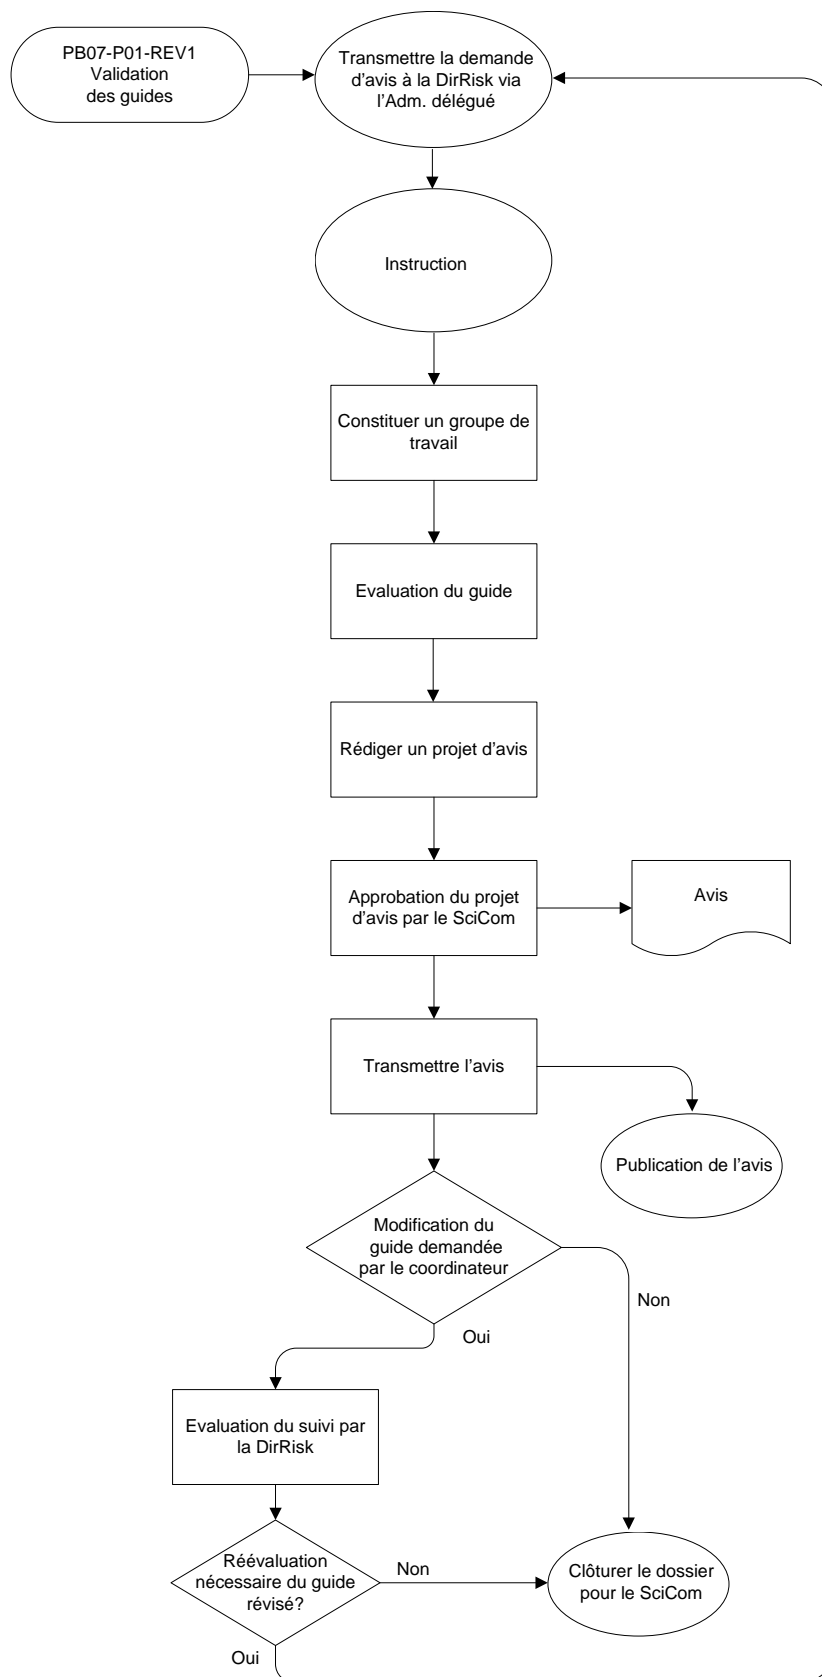 PB07-P01-REV1
Validation
des guides
Transmettre la demande
d'avis à la DirRisk via
l'Adm. délégué
Instruction
Constituer un groupe de
travail
Evaluation du guide
Rédiger un projet d'avis
Approbation du projet
d'avis par le SciCom
Avis
Transmettre l'avis
Publication de l'avis
Modification du
guide demandée
par le coordinateur
Non
Oui
Evaluation du suivi par
la DirRisk
Réévaluation
nécessaire du guide
révisé?
Non
Clôturer le dossier
pour le SciCom
Oui